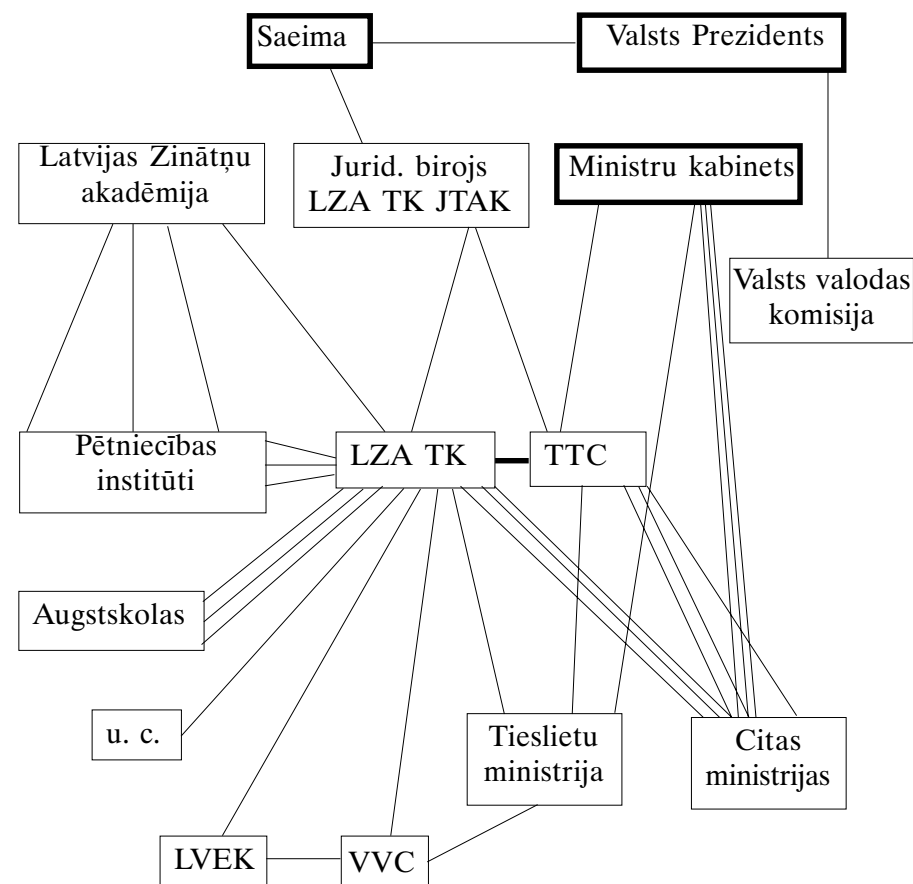 Saeima
Valsts Prezidents
Latvijas Zinātņu
akadēmija
Jurid. birojs
LZA TK JTAK
Ministru kabinets
Valsts valodas
komisija
Pētniecības
institūti
LZA TK
TTC
Augstskolas
u. c.
Tieslietu
ministrija
Citas
ministrijas
LVEK
VVC